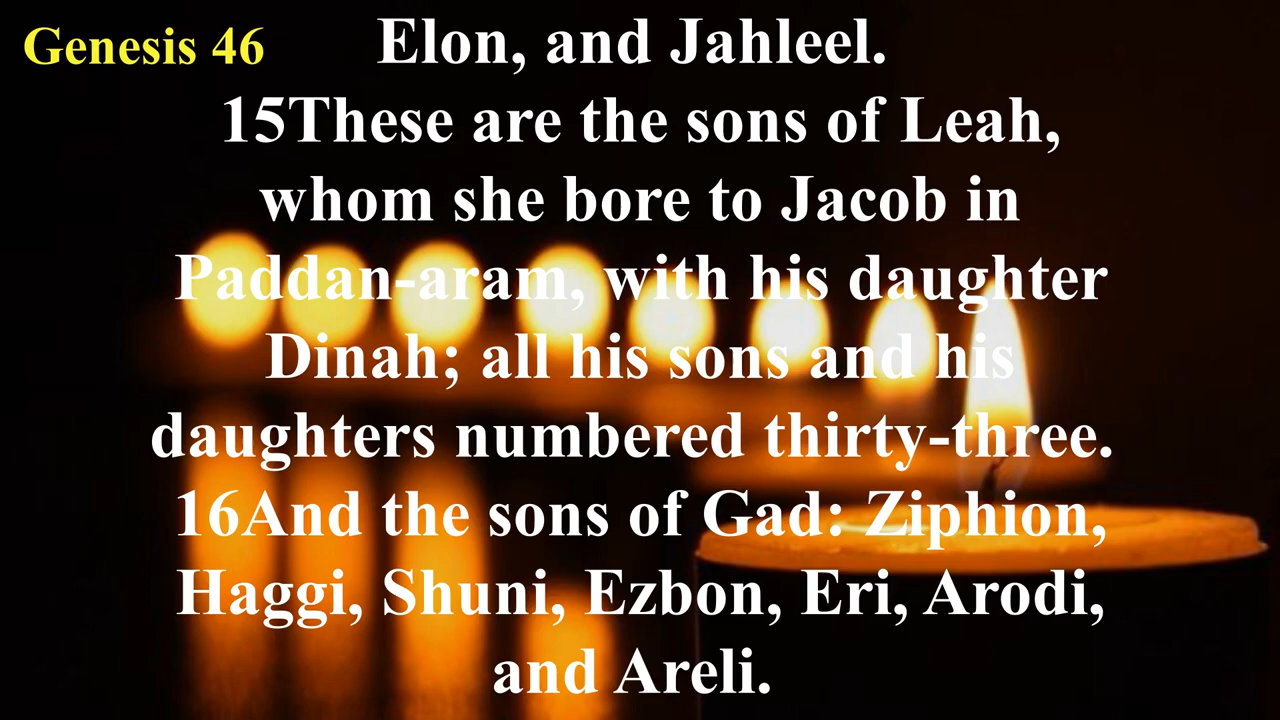 Genesis 46
Elon, and Jahleel.
15These are the sons of Leah,
whom she bore to Jacob in
Paddan-aram, with his daughter
Dinah; all his sons and his
daughters numbered thirty-three.
16And the sons of Gad: Ziphion,
Haggi, Shuni, Ezbon, Eri, Arodi,
and Areli.